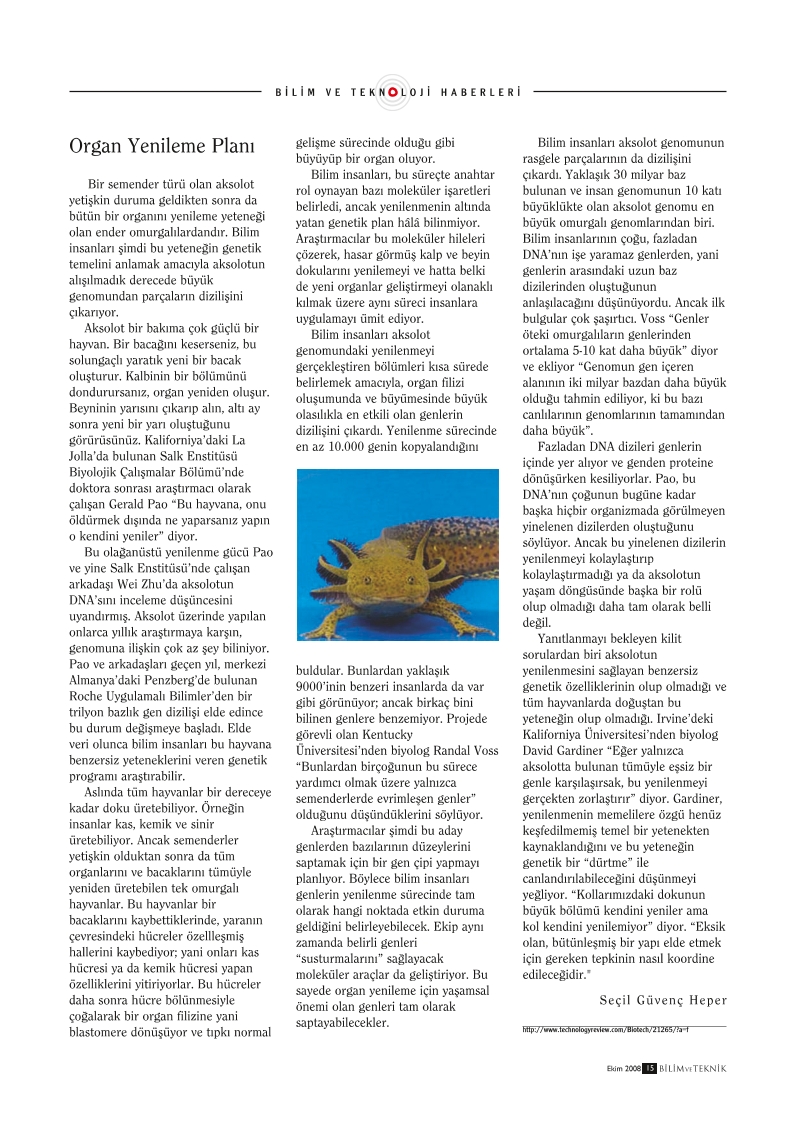 BİLİM VE TEKNOLOJİ HABERLERİ
Organ Yenileme Planı
Bir semender türü olan aksolot
yetişkin duruma geldikten sonra da
bütün bir organını yenileme yeteneği
olan ender omurgalılardandır. Bilim
insanları şimdi bu yeteneğin genetik
temelini anlamak amacıyla aksolotun
alışılmadık derecede büyük
genomundan parçaların dizilişini
çıkarıyor.
Aksolot bir bakıma çok güçlü bir
hayvan. Bir bacağını keserseniz, bu
solungaçlı yaratık yeni bir bacak
oluşturur. Kalbinin bir bölümünü
dondurursanız, organ yeniden oluşur.
Beyninin yarısını çıkarıp alın, altı ay
sonra yeni bir yarı oluştuğunu
görürüsünüz. Kaliforniya'daki La
Jolla'da bulunan Salk Enstitüsü
Biyolojik Çalışmalar Bölümü'nde
doktora sonrası araştırmacı olarak
çalışan Gerald Pao "Bu hayvana, onu
öldürmek dışında ne yaparsanız yapın
o kendini yeniler" diyor.
Bu olağanüstü yenilenme gücü Pao
ve yine Salk Enstitüsü'nde çalışan
arkadaşı Wei Zhu'da aksolotun
DNA'sını inceleme düşüncesini
uyandırmış. Aksolot üzerinde yapılan
onlarca yıllık araştırmaya karşın,
genomuna ilişkin çok az şey biliniyor.
Pao ve arkadaşları geçen yıl, merkezi
Almanya'daki Penzberg'de bulunan
Roche Uygulamalı Bilimler'den bir
trilyon bazlık gen dizilişi elde edince
bu durum değişmeye başladı. Elde
veri olunca bilim insanları bu hayvana
benzersiz yeteneklerini veren genetik
programı araştırabilir.
Aslında tüm hayvanlar bir dereceye
kadar doku üretebiliyor. Örneğin
insanlar kas, kemik ve sinir
üretebiliyor. Ancak semenderler
yetişkin olduktan sonra da tüm
organlarını ve bacaklarını tümüyle
yeniden üretebilen tek omurgalı
hayvanlar. Bu hayvanlar bir
bacaklarını kaybettiklerinde, yaranın
çevresindeki hücreler özellleşmiş
hallerini kaybediyor; yani onları kas
hücresi ya da kemik hücresi yapan
özelliklerini yitiriyorlar. Bu hücreler
daha sonra hücre bölünmesiyle
çoğalarak bir organ filizine yani
blastomere dönüşüyor ve tıpkı normal
gelişme sürecinde olduğu gibi
büyüyüp bir organ oluyor.
Bilim insanları, bu süreçte anahtar
rol oynayan bazı moleküler işaretleri
belirledi, ancak yenilenmenin altında
yatan genetik plan hâlâ bilinmiyor.
Araştırmacılar bu moleküler hileleri
çözerek, hasar görmüş kalp ve beyin
dokularını yenilemeyi ve hatta belki
de yeni organlar geliştirmeyi olanaklı
kılmak üzere aynı süreci insanlara
uygulamayı ümit ediyor.
Bilim insanları aksolot
genomundaki yenilenmeyi
gerçekleştiren bölümleri kısa sürede
belirlemek amacıyla, organ filizi
oluşumunda ve büyümesinde büyük
olasılıkla en etkili olan genlerin
dizilişini çıkardı. Yenilenme sürecinde
en az 10.000 genin kopyalandığını
buldular. Bunlardan yaklaşık
9000'inin benzeri insanlarda da var
gibi görünüyor; ancak birkaç bini
bilinen genlere benzemiyor. Projede
görevli olan Kentucky
Üniversitesi'nden biyolog Randal Voss
"Bunlardan birçoğunun bu sürece
yardımcı olmak üzere yalnızca
semenderlerde evrimleşen genler"
olduğunu düşündüklerini söylüyor.
Araştırmacılar şimdi bu aday
genlerden bazılarının düzeylerini
saptamak için bir gen çipi yapmayı
planlıyor. Böylece bilim insanları
genlerin yenilenme sürecinde tam
olarak hangi noktada etkin duruma
geldiğini belirleyebilecek. Ekip aynı
zamanda belirli genleri
"susturmalarını" sağlayacak
moleküler araçlar da geliştiriyor. Bu
sayede organ yenileme için yaşamsal
önemi olan genleri tam olarak
saptayabilecekler.
Bilim insanları aksolot genomunun
rasgele parçalarının da dizilişini
çıkardı. Yaklaşık 30 milyar baz
bulunan ve insan genomunun 10 katı
büyüklükte olan aksolot genomu en
büyük omurgalı genomlarından biri.
Bilim insanlarının çoğu, fazladan
DNA'nın işe yaramaz genlerden, yani
genlerin arasındaki uzun baz
dizilerinden oluştuğunun
anlaşılacağını düşünüyordu. Ancak ilk
bulgular çok şaşırtıcı. Voss "Genler
öteki omurgalıların genlerinden
ortalama 5-10 kat daha büyük" diyor
ve ekliyor "Genomun gen içeren
alanının iki milyar bazdan daha büyük
olduğu tahmin ediliyor, ki bu bazı
canlılarının genomlarının tamamından
daha büyük".
Fazladan DNA dizileri genlerin
içinde yer alıyor ve genden proteine
dönüşürken kesiliyorlar. Pao, bu
DNA'nın çoğunun bugüne kadar
başka hiçbir organizmada görülmeyen
yinelenen dizilerden oluştuğunu
söylüyor. Ancak bu yinelenen dizilerin
yenilenmeyi kolaylaştırıp
kolaylaştırmadığı ya da aksolotun
yaşam döngüsünde başka bir rolü
olup olmadığı daha tam olarak belli
değil.
Yanıtlanmayı bekleyen kilit
sorulardan biri aksolotun
yenilenmesini sağlayan benzersiz
genetik özelliklerinin olup olmadığı ve
tüm hayvanlarda doğuştan bu
yeteneğin olup olmadığı. Irvine'deki
Kaliforniya Üniversitesi'nden biyolog
David Gardiner "Eğer yalnızca
aksolotta bulunan tümüyle eşsiz bir
genle karşılaşırsak, bu yenilenmeyi
gerçekten zorlaştırır" diyor. Gardiner,
yenilenmenin memelilere özgü henüz
keşfedilmemiş temel bir yetenekten
kaynaklandığını ve bu yeteneğin
genetik bir "dürtme" ile
canlandırılabileceğini düşünmeyi
yeğliyor. "Kollarımızdaki dokunun
büyük bölümü kendini yeniler ama
kol kendini yenilemiyor" diyor. "Eksik
olan, bütünleşmiş bir yapı elde etmek
için gereken tepkinin nasıl koordine
edileceğidir."
Seçil Güvenç Heper
http://www.technologyreview.com/Biotech/21265/?a=f
Ekim 2008 15 BİLİM VE TEKNİK